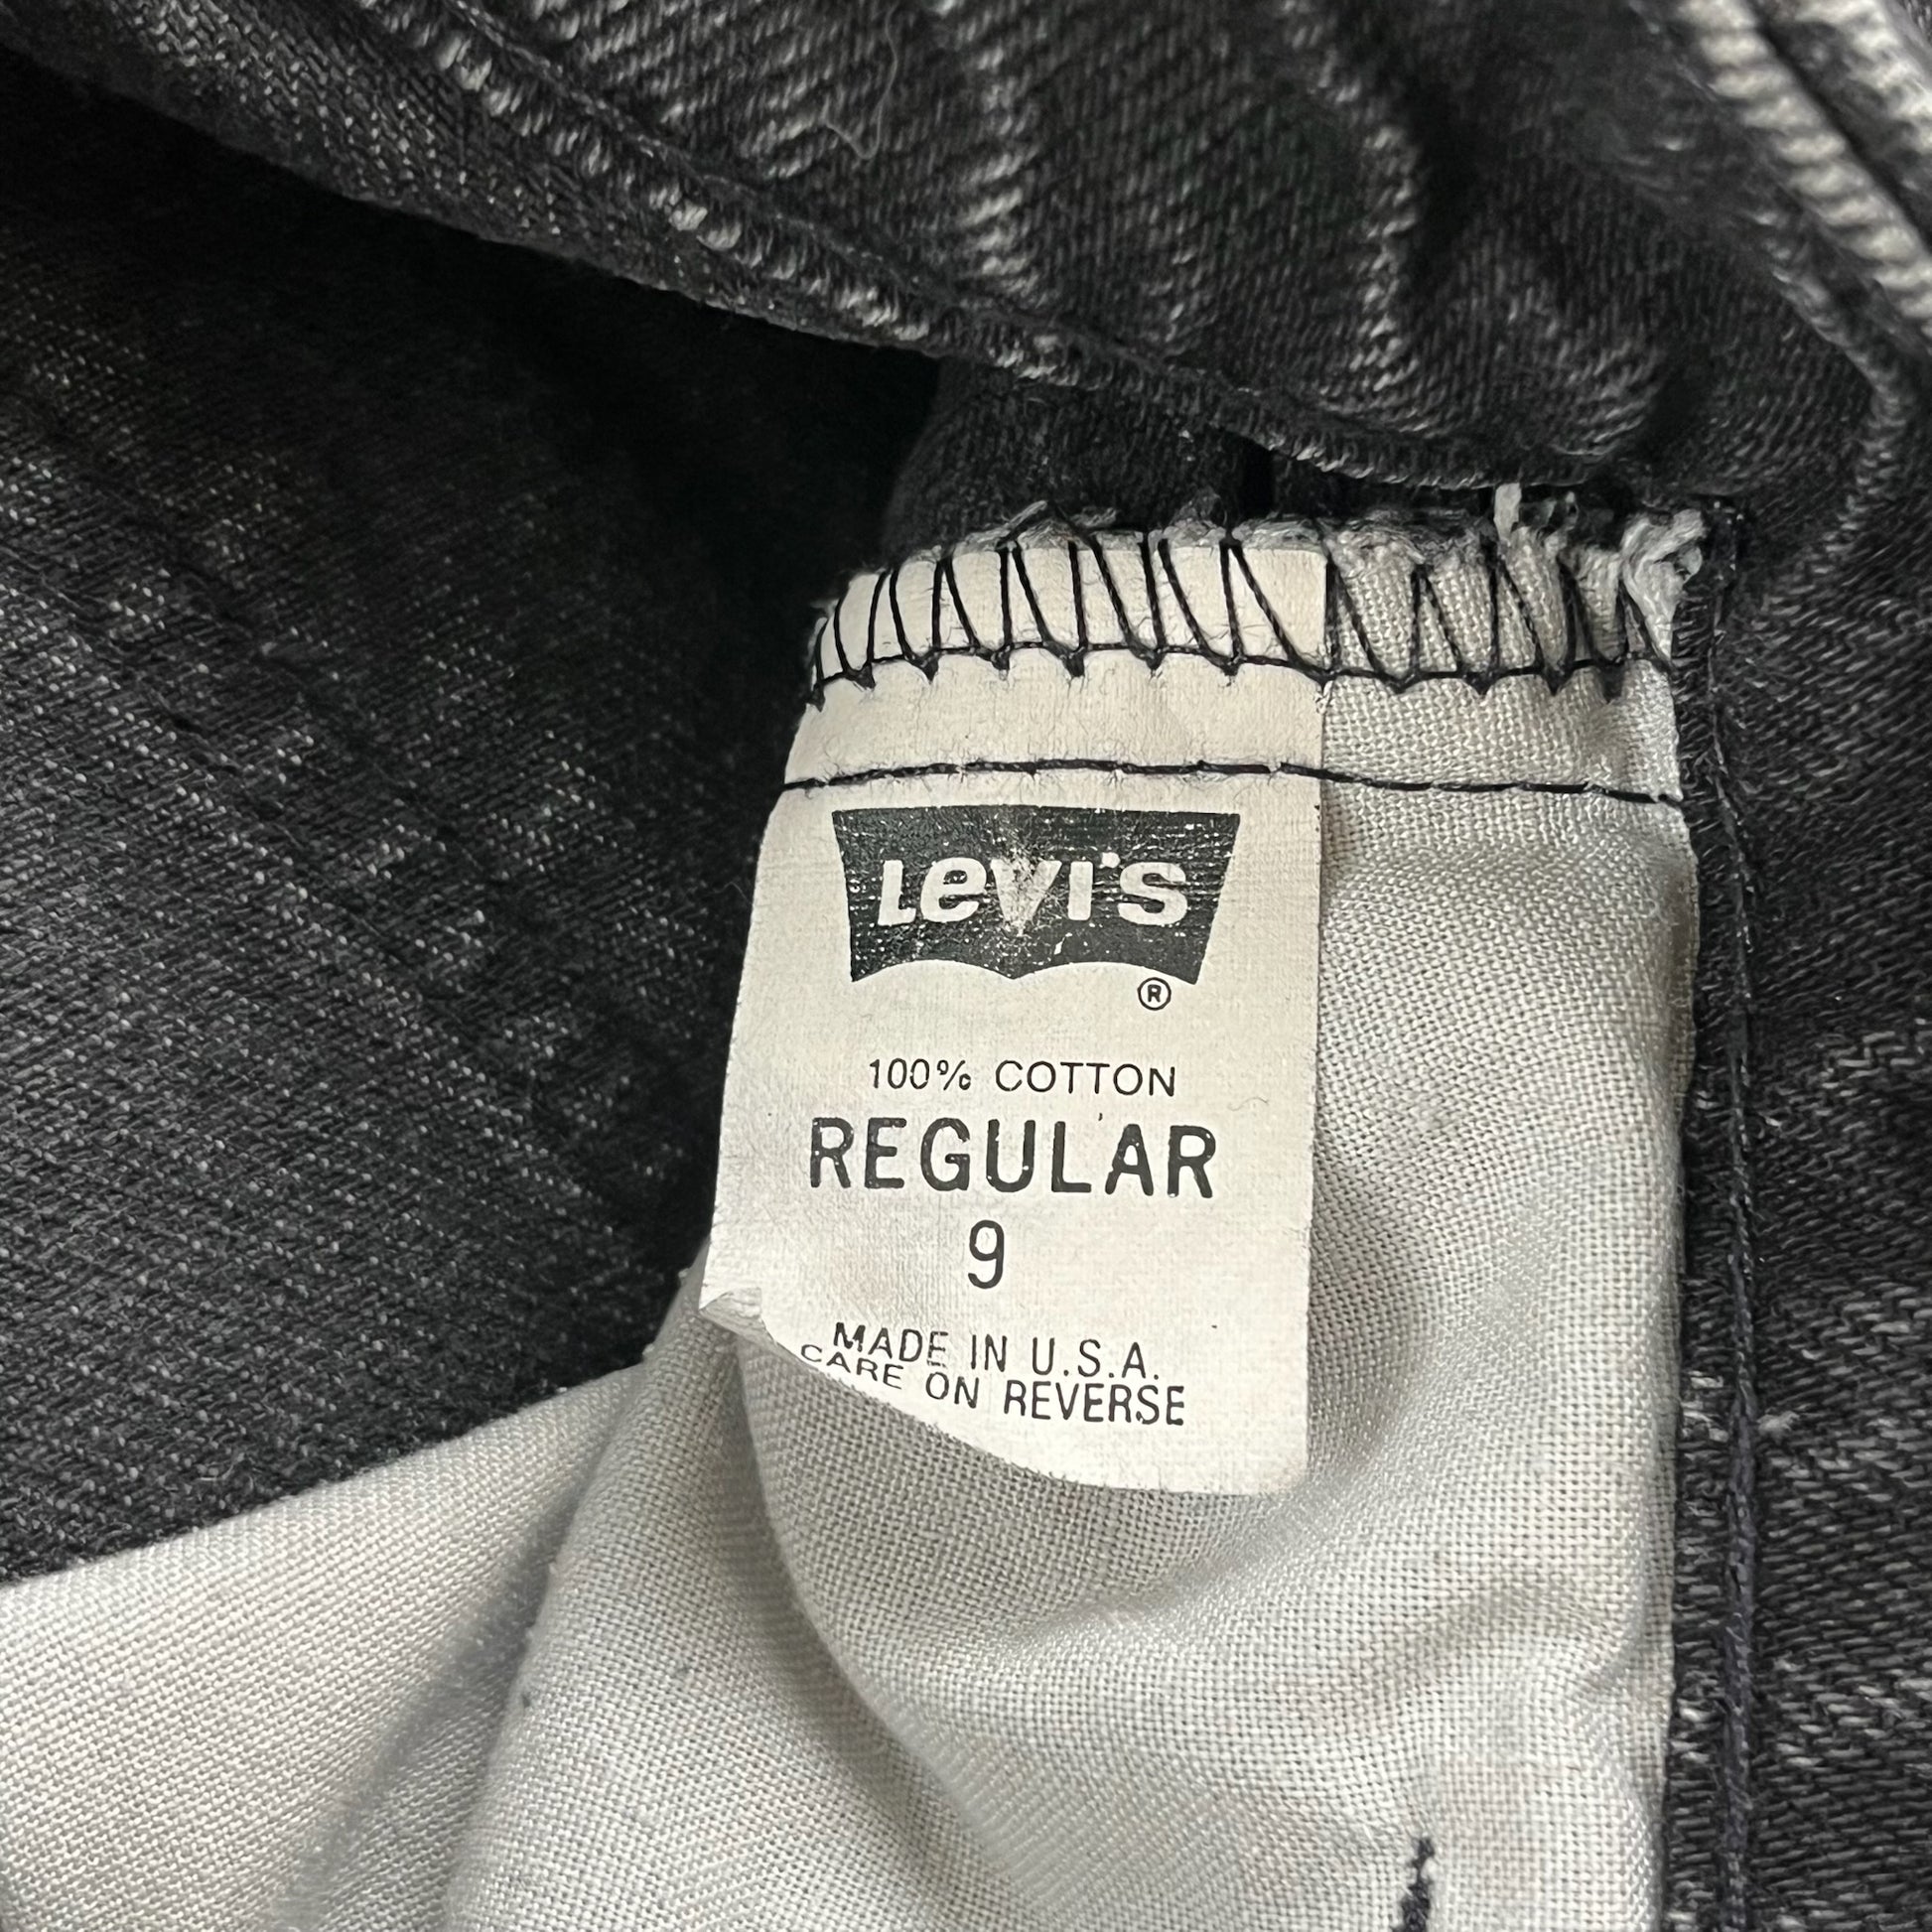 Levi's
®
100% COTTON
REGULAR
9
MADE IN U.S.A.
CARE ON REVERSE